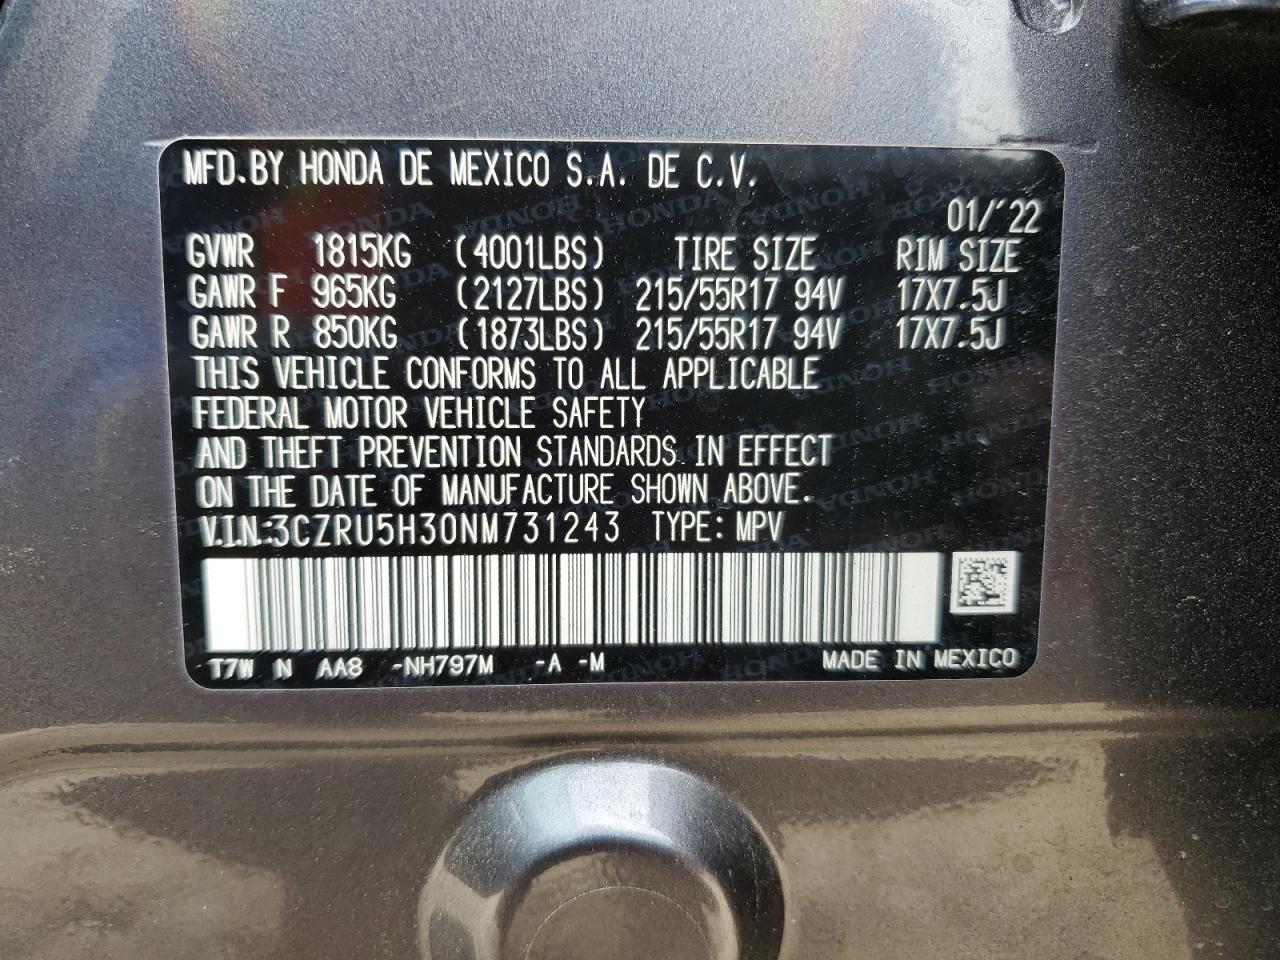 MFD.BY HONDA DE MEXICO S.A. DE C.V.
01/'22
GVWR 1815KG (4001LBS) TIRE SIZE RIM SIZE
GAWR F 965KG (2127LBS) 215/55R17 94V 17X7.5J
GAWR R 850KG (1873LBS) 215/55R17 94V 17X7.5J
THIS VEHICLE CONFORMS TO ALL APPLICABLE
FEDERAL MOTOR VEHICLE SAFETY
AND THEFT PREVENTION STANDARDS IN EFFECT
ON THE DATE OF MANUFACTURE SHOWN ABOVE.
V.I.N.:3CZRU5H30NM731243 TYPE: MPV
T7W N AA8 -NH797M -A -M MADE IN MEXICO